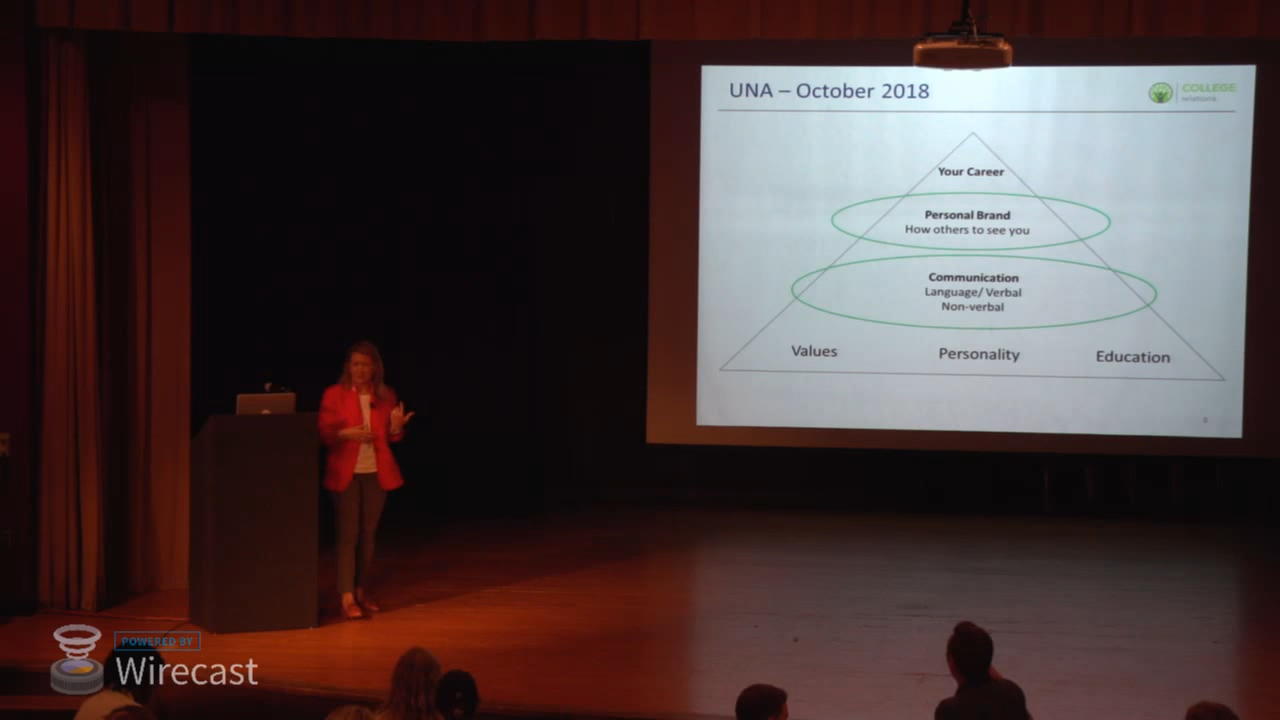 UNA – October 2018
COLLEGE
relations
Your Career
Personal Brand
How others to see you
Communication
Language/ Verbal
Non-verbal
Values
Personality
Education
POWERED BY
Wirecast